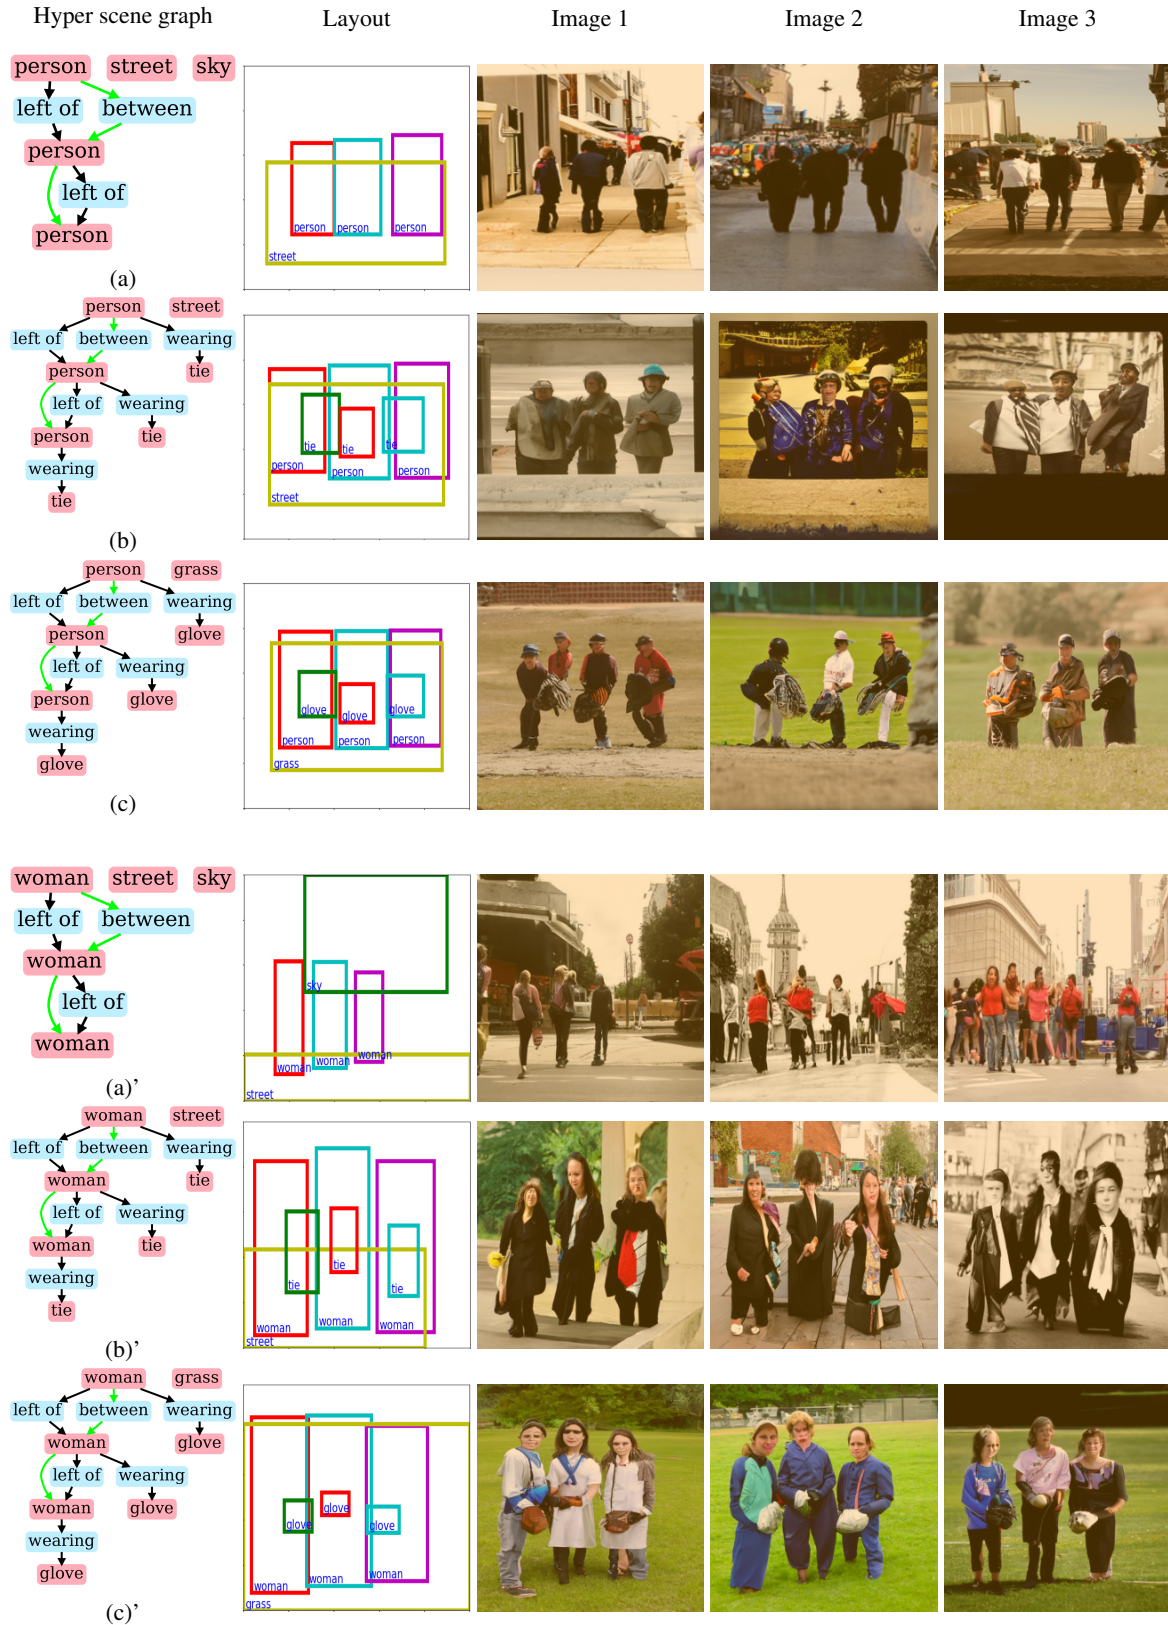 Hyper scene graph Layout Image 1 Image 2 Image 3
person street sky
left of between
person
left of
person
person person person
street
(a)
person street
left of between wearing
person tie
left of wearing
person tie
wearing
tie
tie tie tie
person person person
street
(b)
person grass
left of between wearing
person glove
left of wearing
person glove
wearing
glove
glove glove glove
person person person
grass
(c)
woman street sky
left of between
woman
left of
woman
sky
woman woman woman
street
(a)’
woman street
left of between wearing
woman tie
left of wearing
woman tie
wearing
tie
tie tie tie
woman woman woman
street
(b)’
woman grass
left of between wearing
woman glove
left of wearing
woman glove
wearing
glove
glove glove glove
woman woman woman
grass
(c)’